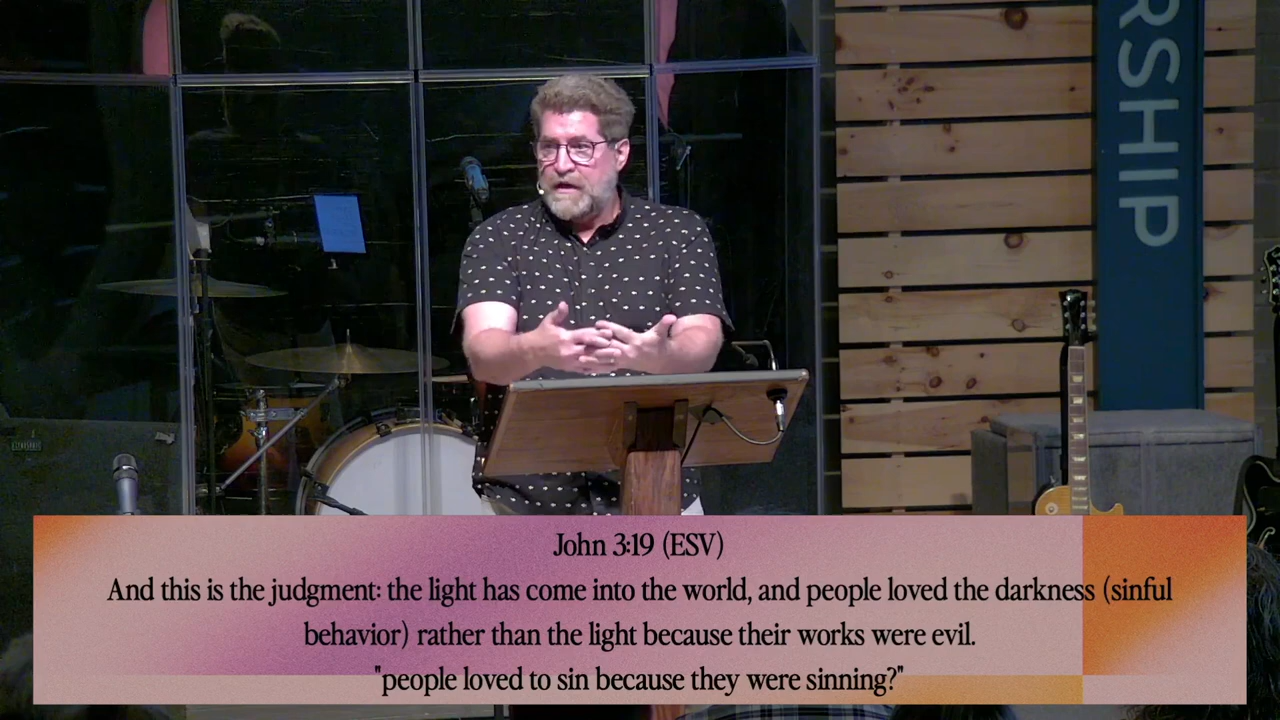 RSHIP
John 3:19 (ESV)
And this is the judgment: the light has come into the world, and people loved the darkness (sinful
behavior) rather than the light because their works were evil.
"people loved to sin because they were sinning?"